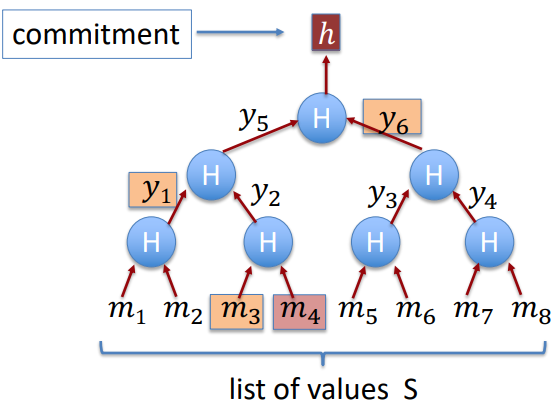 commitment h
H
y₅ y₆
H H
y₁ y₂ y₃ y₄
H H H H
m₁ m₂ m₃ m₄ m₅ m₆ m₇ m₈
list of values S